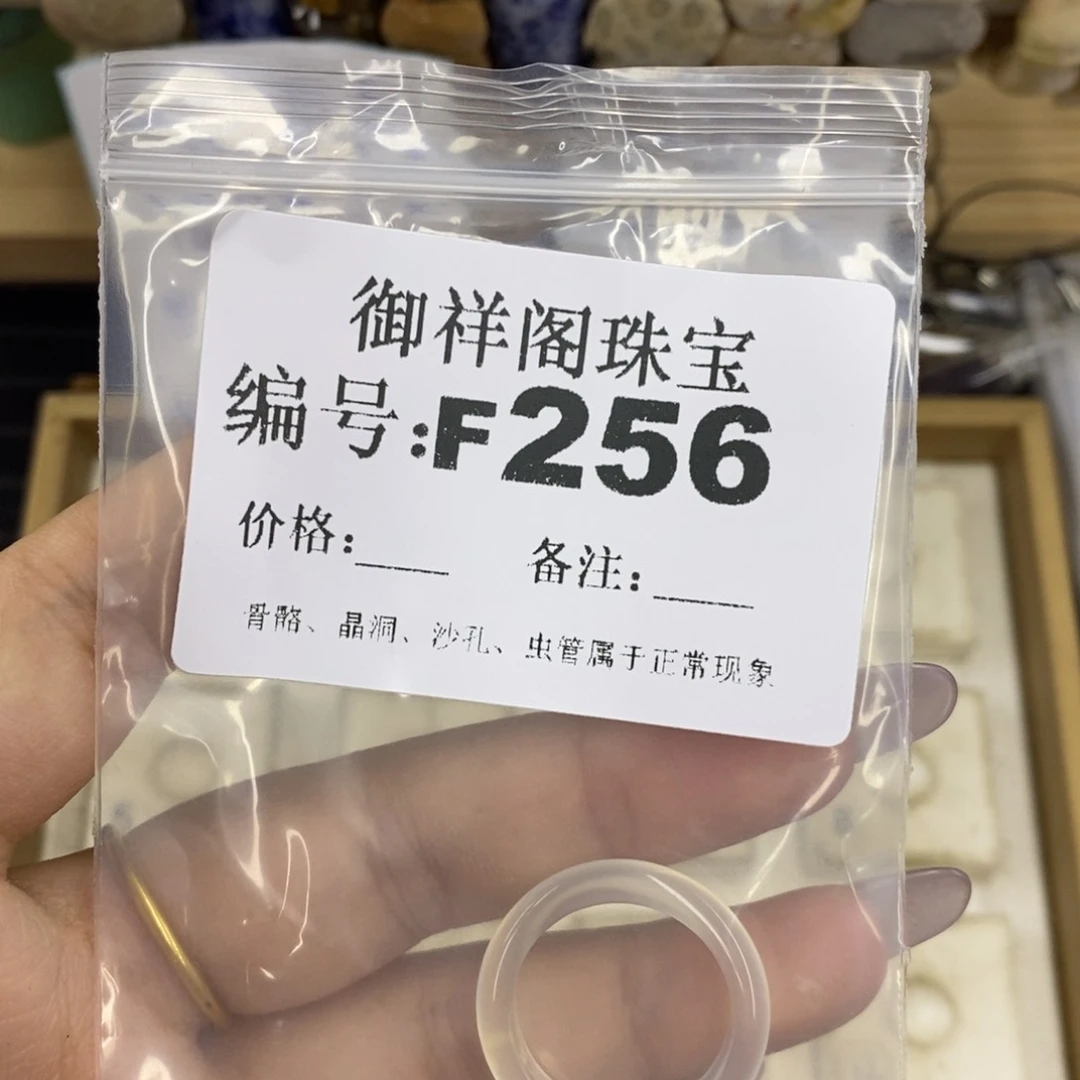 御祥阁珠宝
编号:F256
价格:____ 备注:____
骨骼、晶洞、沙孔、虫管属于正常现象